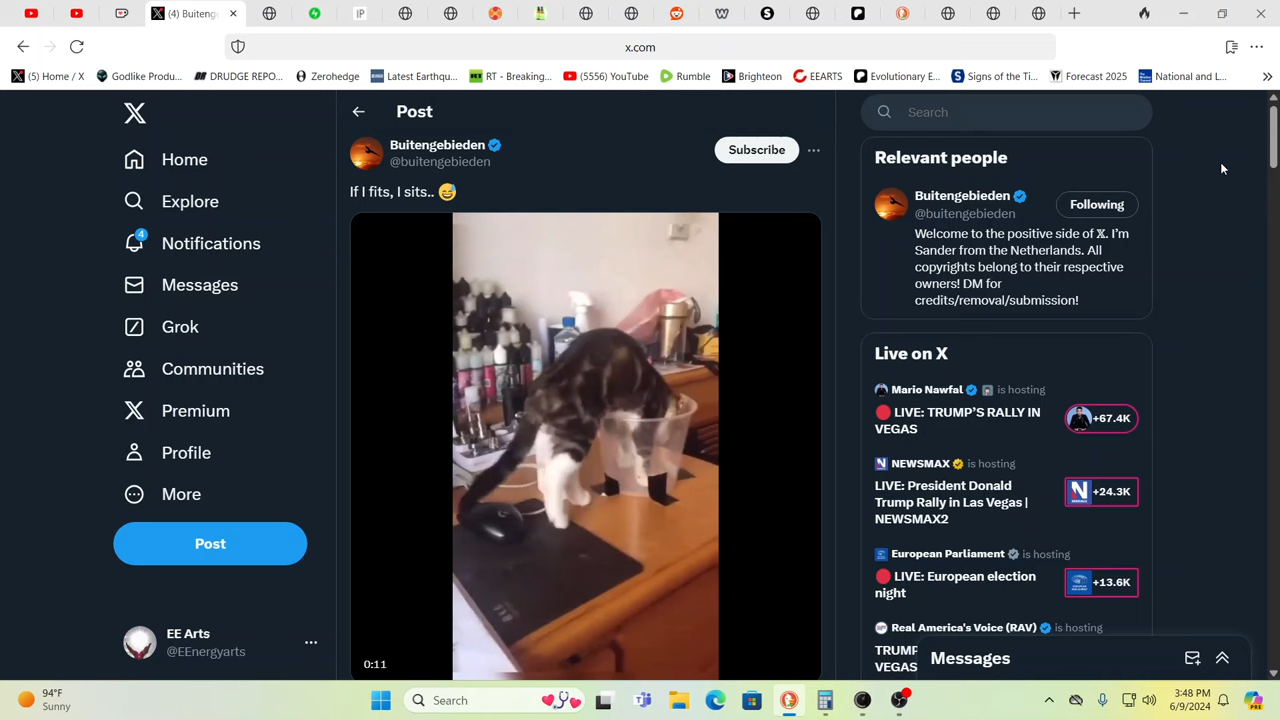 (4) Buiteng
IP
x.com
(5) Home / X
Godlike Produ...
DRUDGE REPO...
Zerohedge
Latest Earthqu...
RT - Breaking...
(5556) YouTube
Rumble
Brighteon
EEARTS
Evolutionary E...
Signs of the Ti...
Forecast 2025
National and L...
Home
Explore
4
Notifications
Messages
Grok
Communities
Premium
Profile
More
Post
EE Arts
@EEnergyarts
Post
Buitengebieden
@buitengebieden
Subscribe
If I fits, I sits.. 😅
0:11
Search
Relevant people
Buitengebieden
@buitengebieden
Following
Welcome to the positive side of 𝕏. I'm
Sander from the Netherlands. All
copyrights belong to their respective
owners! DM for
credits/removal/submission!
Live on X
Mario Nawfal is hosting
🔴 LIVE: TRUMP'S RALLY IN
VEGAS
+67.4K
NEWSMAX is hosting
LIVE: President Donald
Trump Rally in Las Vegas |
NEWSMAX2
+24.3K
European Parliament is hosting
🔴 LIVE: European election
night
+13.6K
Real America's Voice (RAV) is hosting
TRUMP
VEGAS
Messages
94°F
Sunny
Search
3:48 PM
6/9/2024
PRE